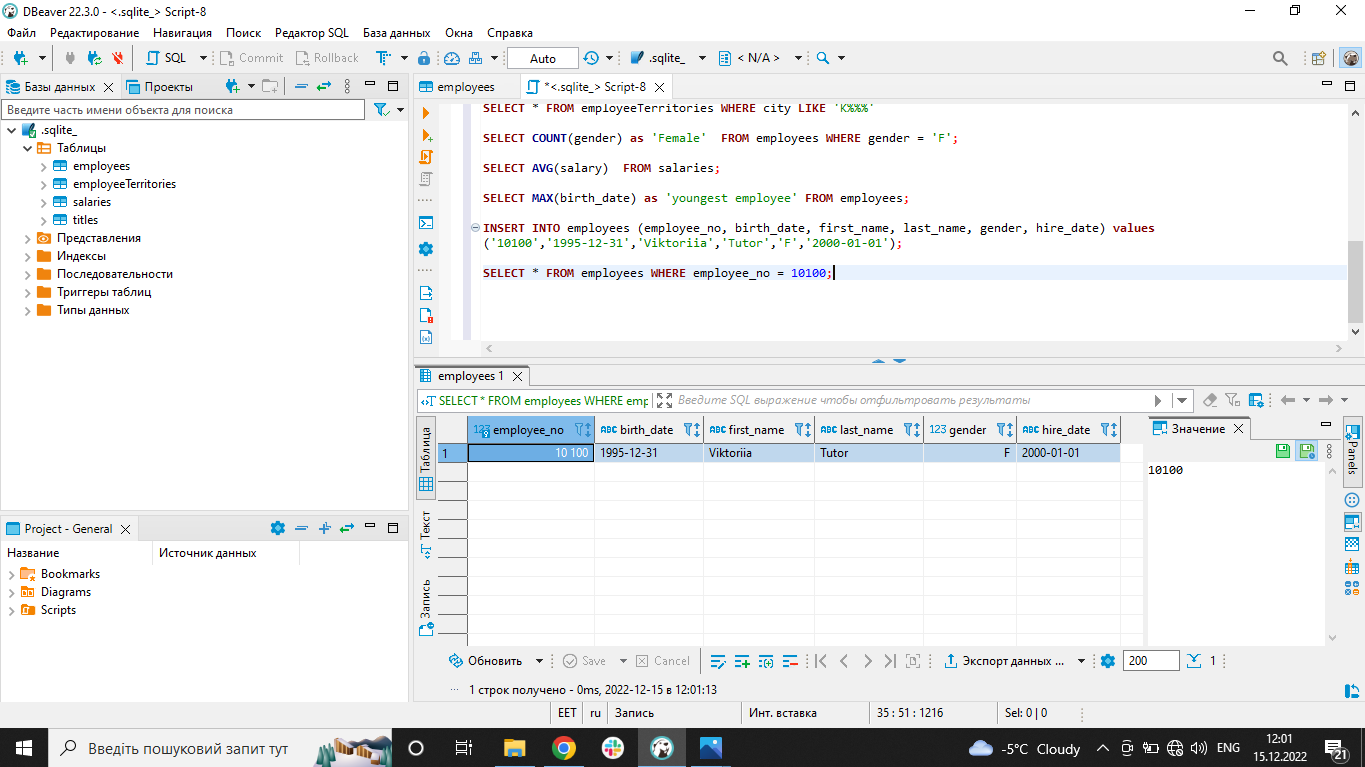 DBeaver 22.3.0 - <.sqlite_> Script-8
Файл Редактирование Навигация Поиск Редактор SQL База данных Окна Справка
SQL Commit Rollback Auto .sqlite_ < N/A >
Базы данных Проекты
Введите часть имени объекта для поиска
.sqlite_
Таблицы
employees
employeeTerritories
salaries
titles
Представления
Индексы
Последовательности
Триггеры таблиц
Типы данных
Project - General
Название Источник данных
Bookmarks
Diagrams
Scripts
employees *<.sqlite_> Script-8
SELECT * FROM employeeTerritories WHERE city LIKE 'K%%%'
SELECT COUNT(gender) as 'Female'  FROM employees WHERE gender = 'F';
SELECT AVG(salary)  FROM salaries;
SELECT MAX(birth_date) as 'youngest employee' FROM employees;
INSERT INTO employees (employee_no, birth_date, first_name, last_name, gender, hire_date) values
('10100','1995-12-31','Viktoriia','Tutor','F','2000-01-01');
SELECT * FROM employees WHERE employee_no = 10100;
employees 1
SELECT * FROM employees WHERE emp Введите SQL выражение чтобы отфильтровать результаты
Таблица
Текст
Запись
123 employee_no ABC birth_date ABC first_name ABC last_name 123 gender ABC hire_date
1 10 100 1995-12-31 Viktoriia Tutor F 2000-01-01
Значение
10100
Panels
Обновить Save Cancel Экспорт данных ... 200 1
1 строк получено - 0ms, 2022-12-15 в 12:01:13
EET ru Запись Инт. вставка 35 : 51 : 1216 Sel: 0 | 0
Введіть пошуковий запит тут -5°C Cloudy ENG 12:01
15.12.2022
21